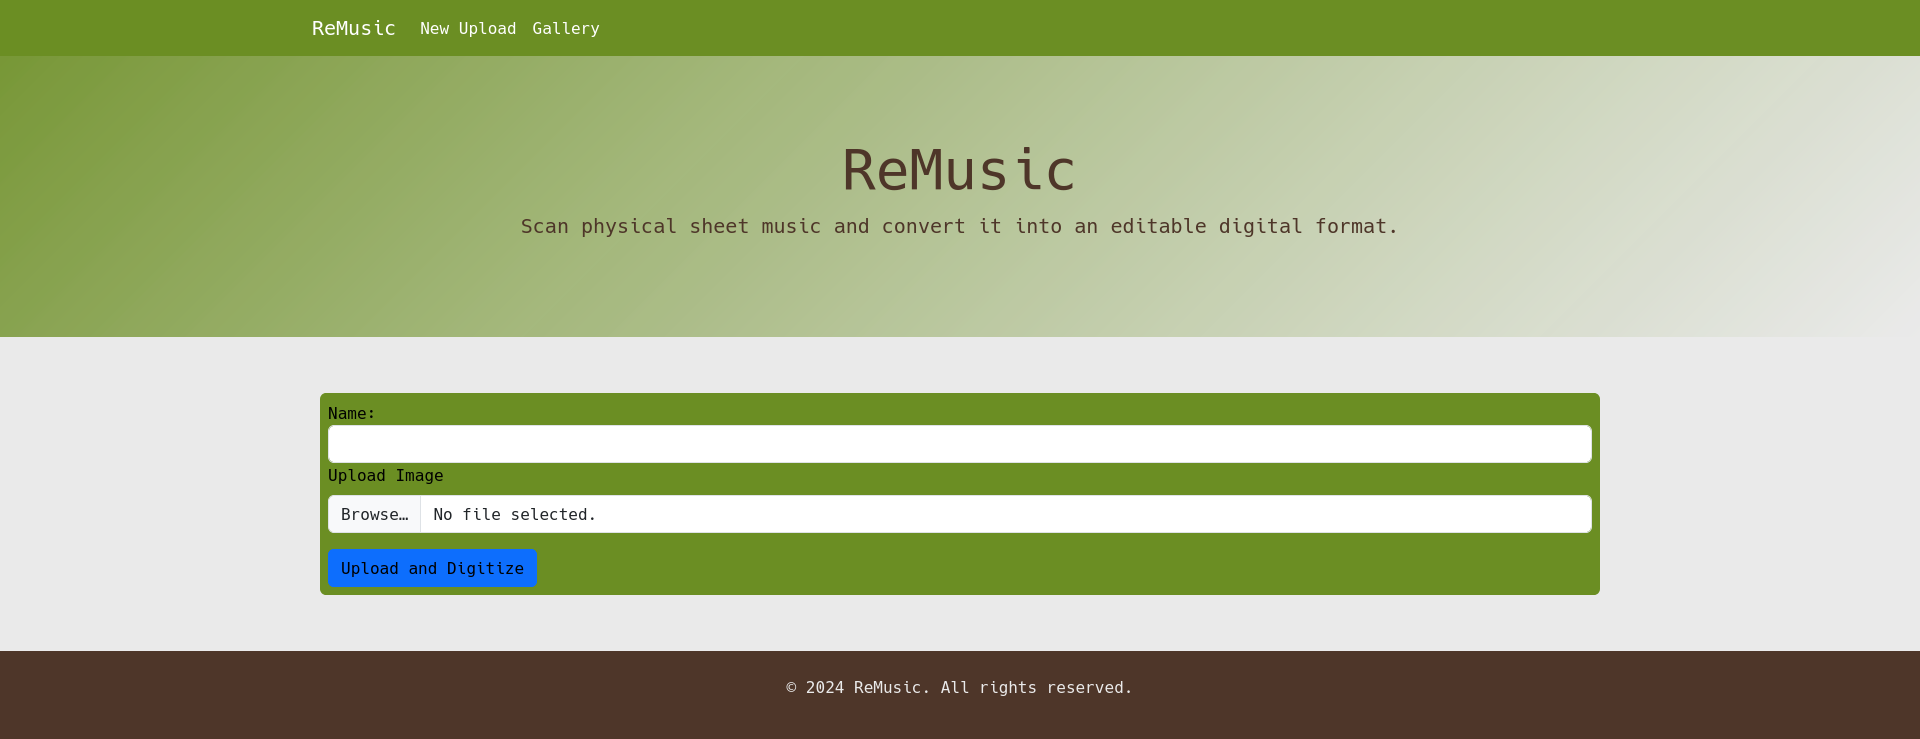 ReMusic New Upload Gallery
ReMusic
Scan physical sheet music and convert it into an editable digital format.
Name:
Upload Image
Browse… No file selected.
Upload and Digitize
© 2024 ReMusic. All rights reserved.